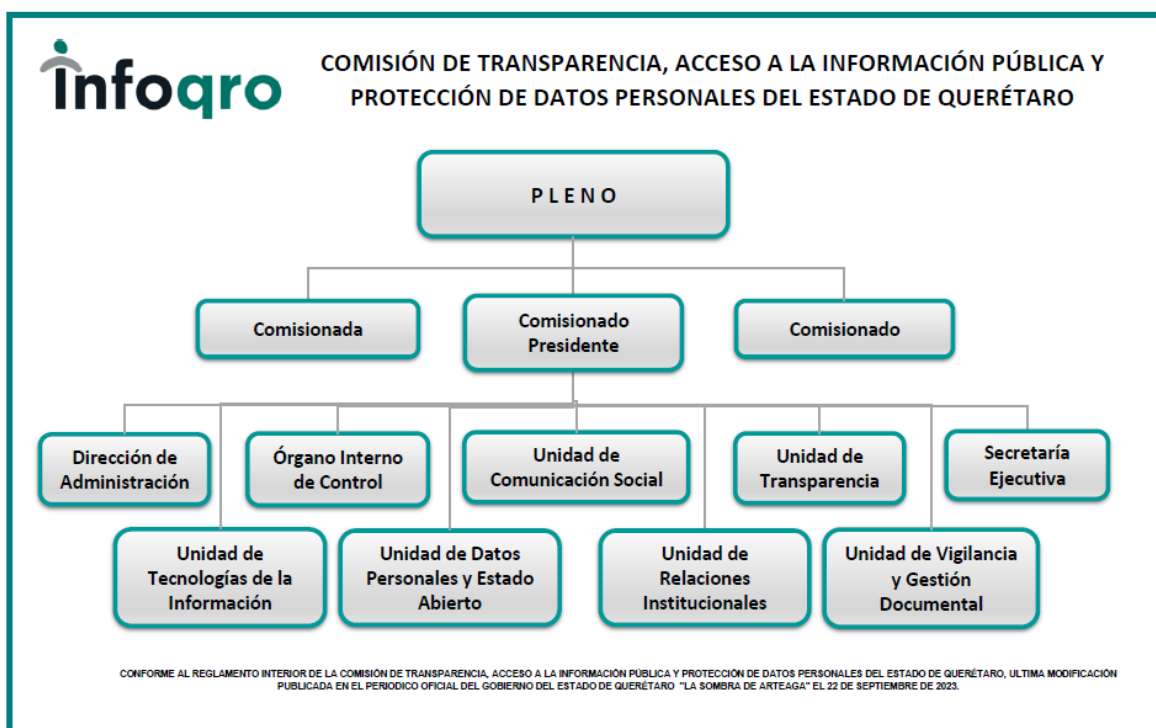 infoqro
COMISIÓN DE TRANSPARENCIA, ACCESO A LA INFORMACIÓN PÚBLICA Y
PROTECCIÓN DE DATOS PERSONALES DEL ESTADO DE QUERÉTARO
P L E N O
Comisionada
Comisionado
Presidente
Comisionado
Dirección de
Administración
Órgano Interno
de Control
Unidad de
Comunicación Social
Unidad de
Transparencia
Secretaría
Ejecutiva
Unidad de
Tecnologías de la
Información
Unidad de Datos
Personales y Estado
Abierto
Unidad de
Relaciones
Institucionales
Unidad de Vigilancia
y Gestión
Documental
CONFORME AL REGLAMENTO INTERIOR DE LA COMISIÓN DE TRANSPARENCIA, ACCESO A LA INFORMACIÓN PÚBLICA Y PROTECCIÓN DE DATOS PERSONALES DEL ESTADO DE QUERÉTARO, ULTIMA MODIFICACIÓN
PUBLICADA EN EL PERIODICO OFICIAL DEL GOBIERNO DEL ESTADO DE QUERÉTARO "LA SOMBRA DE ARTEAGA" EL 22 DE SEPTIEMBRE DE 2023.